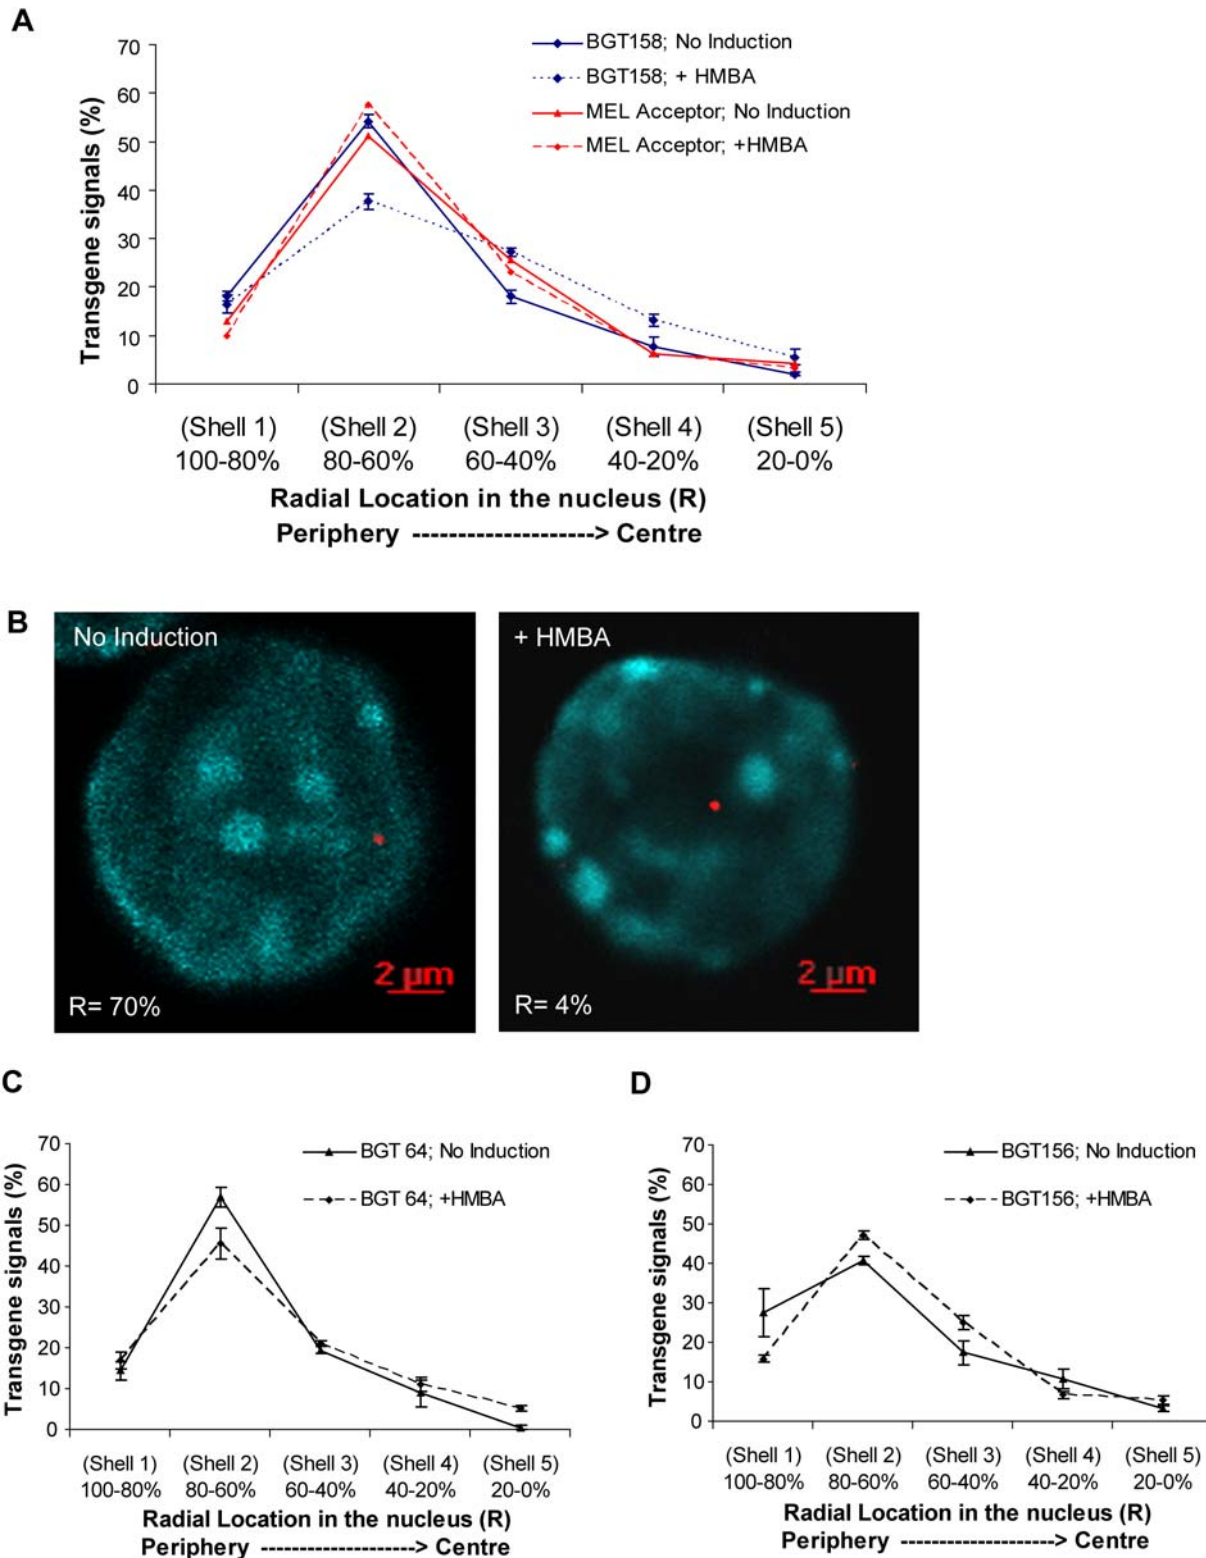 A
70
60
50
40
30
20
10
0
Transgene signals (%)
BGT158; No Induction
BGT158; + HMBA
MEL Acceptor; No Induction
MEL Acceptor; +HMBA
(Shell 1) (Shell 2) (Shell 3) (Shell 4) (Shell 5)
100-80% 80-60% 60-40% 40-20% 20-0%
Radial Location in the nucleus (R)
Periphery --------------------> Centre
B
No Induction
2 µm
R= 70%
+ HMBA
2 µm
R= 4%
C
70
60
50
40
30
20
10
0
Transgene signals (%)
BGT 64; No Induction
BGT 64; +HMBA
(Shell 1) (Shell 2) (Shell 3) (Shell 4) (Shell 5)
100-80% 80-60% 60-40% 40-20% 20-0%
Radial Location in the nucleus (R)
Periphery --------------------> Centre
D
70
60
50
40
30
20
10
0
Transgene signals (%)
BGT156; No Induction
BGT156; +HMBA
(Shell 1) (Shell 2) (Shell 3) (Shell 4) (Shell 5)
100-80% 80-60% 60-40% 40-20% 20-0%
Radial Location in the nucleus (R)
Periphery --------------------> Centre